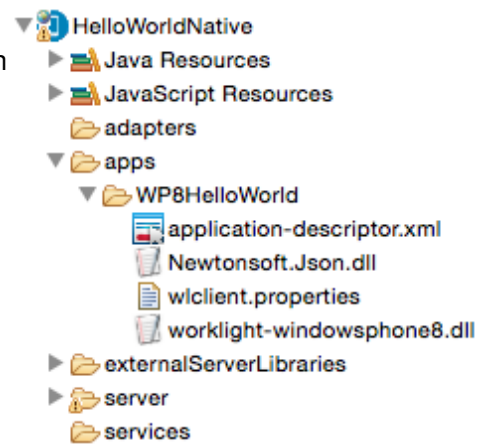 HelloWorldNative
n
Java Resources
JavaScript Resources
adapters
apps
WP8HelloWorld
application-descriptor.xml
Newtonsoft.Json.dll
wlclient.properties
worklight-windowsphone8.dll
externalServerLibraries
server
services